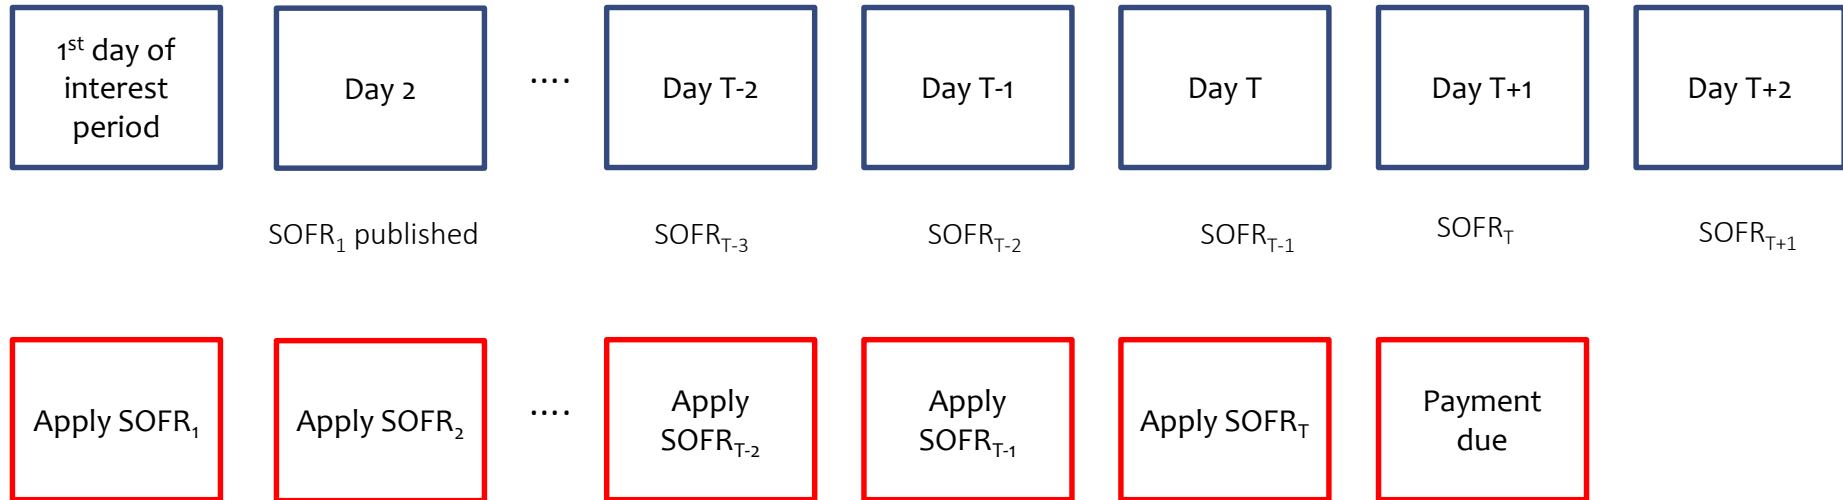 1st day of
interest
period
Day 2
....
Day T-2
Day T-1
Day T
Day T+1
Day T+2
SOFR1 published
SOFRT-3
SOFRT-2
SOFRT-1
SOFRT
SOFRT+1
Apply SOFR1
Apply SOFR2
....
Apply
SOFRT-2
Apply
SOFRT-1
Apply SOFRT
Payment
due